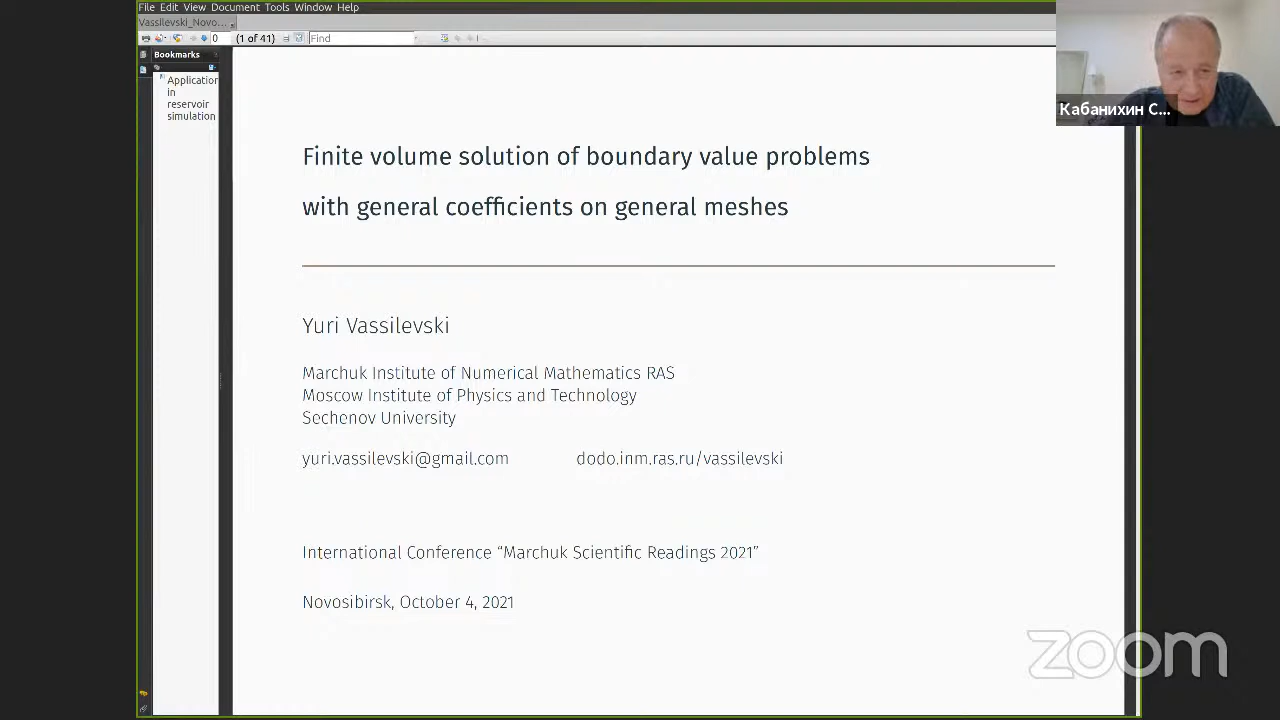 File Edit View Document Tools Window Help
Vassilevski_Novo...
0 (1 of 41) Find
Bookmarks
Application
in
reservoir
simulation
Кабанихин С...
Finite volume solution of boundary value problems
with general coefficients on general meshes
Yuri Vassilevski
Marchuk Institute of Numerical Mathematics RAS
Moscow Institute of Physics and Technology
Sechenov University
yuri.vassilevski@gmail.com dodo.inm.ras.ru/vassilevski
International Conference “Marchuk Scientific Readings 2021”
Novosibirsk, October 4, 2021
zoom